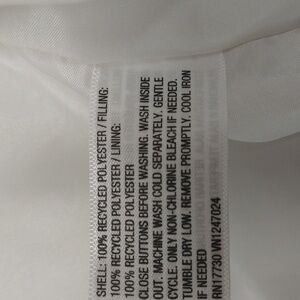 SHELL: 100% RECYCLED POLYESTER / FILLING:
100% RECYCLED POLYESTER / LINING:
100% RECYCLED POLYESTER
CLOSE BUTTONS BEFORE WASHING. WASH INSIDE
OUT. MACHINE WASH COLD SEPARATELY. GENTLE
CYCLE. ONLY NON-CHLORINE BLEACH IF NEEDED.
TUMBLE DRY LOW. REMOVE PROMPTLY. COOL IRON
IF NEEDED
RN17730 VN1247024